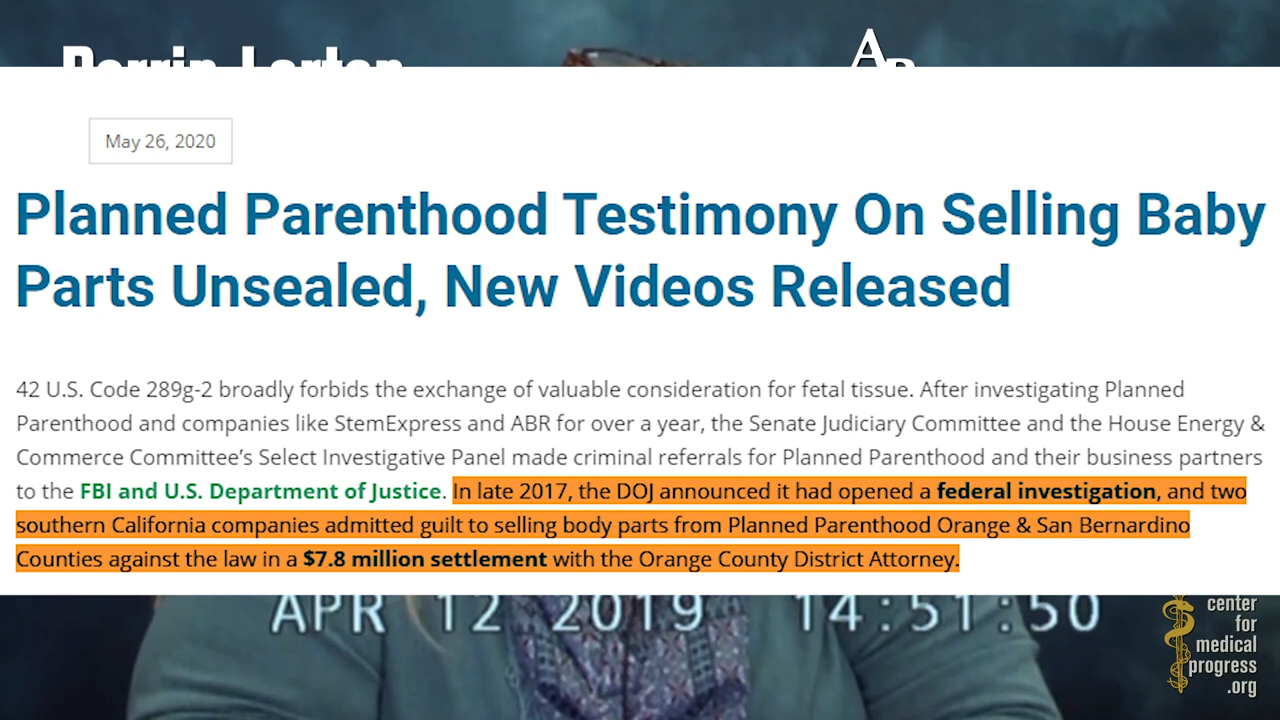 Perrin Larton
AB
May 26, 2020
Planned Parenthood Testimony On Selling Baby
Parts Unsealed, New Videos Released
42 U.S. Code 289g-2 broadly forbids the exchange of valuable consideration for fetal tissue. After investigating Planned
Parenthood and companies like StemExpress and ABR for over a year, the Senate Judiciary Committee and the House Energy &
Commerce Committee’s Select Investigative Panel made criminal referrals for Planned Parenthood and their business partners
to the FBI and U.S. Department of Justice. In late 2017, the DOJ announced it had opened a federal investigation, and two
southern California companies admitted guilt to selling body parts from Planned Parenthood Orange & San Bernardino
Counties against the law in a $7.8 million settlement with the Orange County District Attorney.
APR 12 2019 14:51:50
center
for
medical
progress
.org